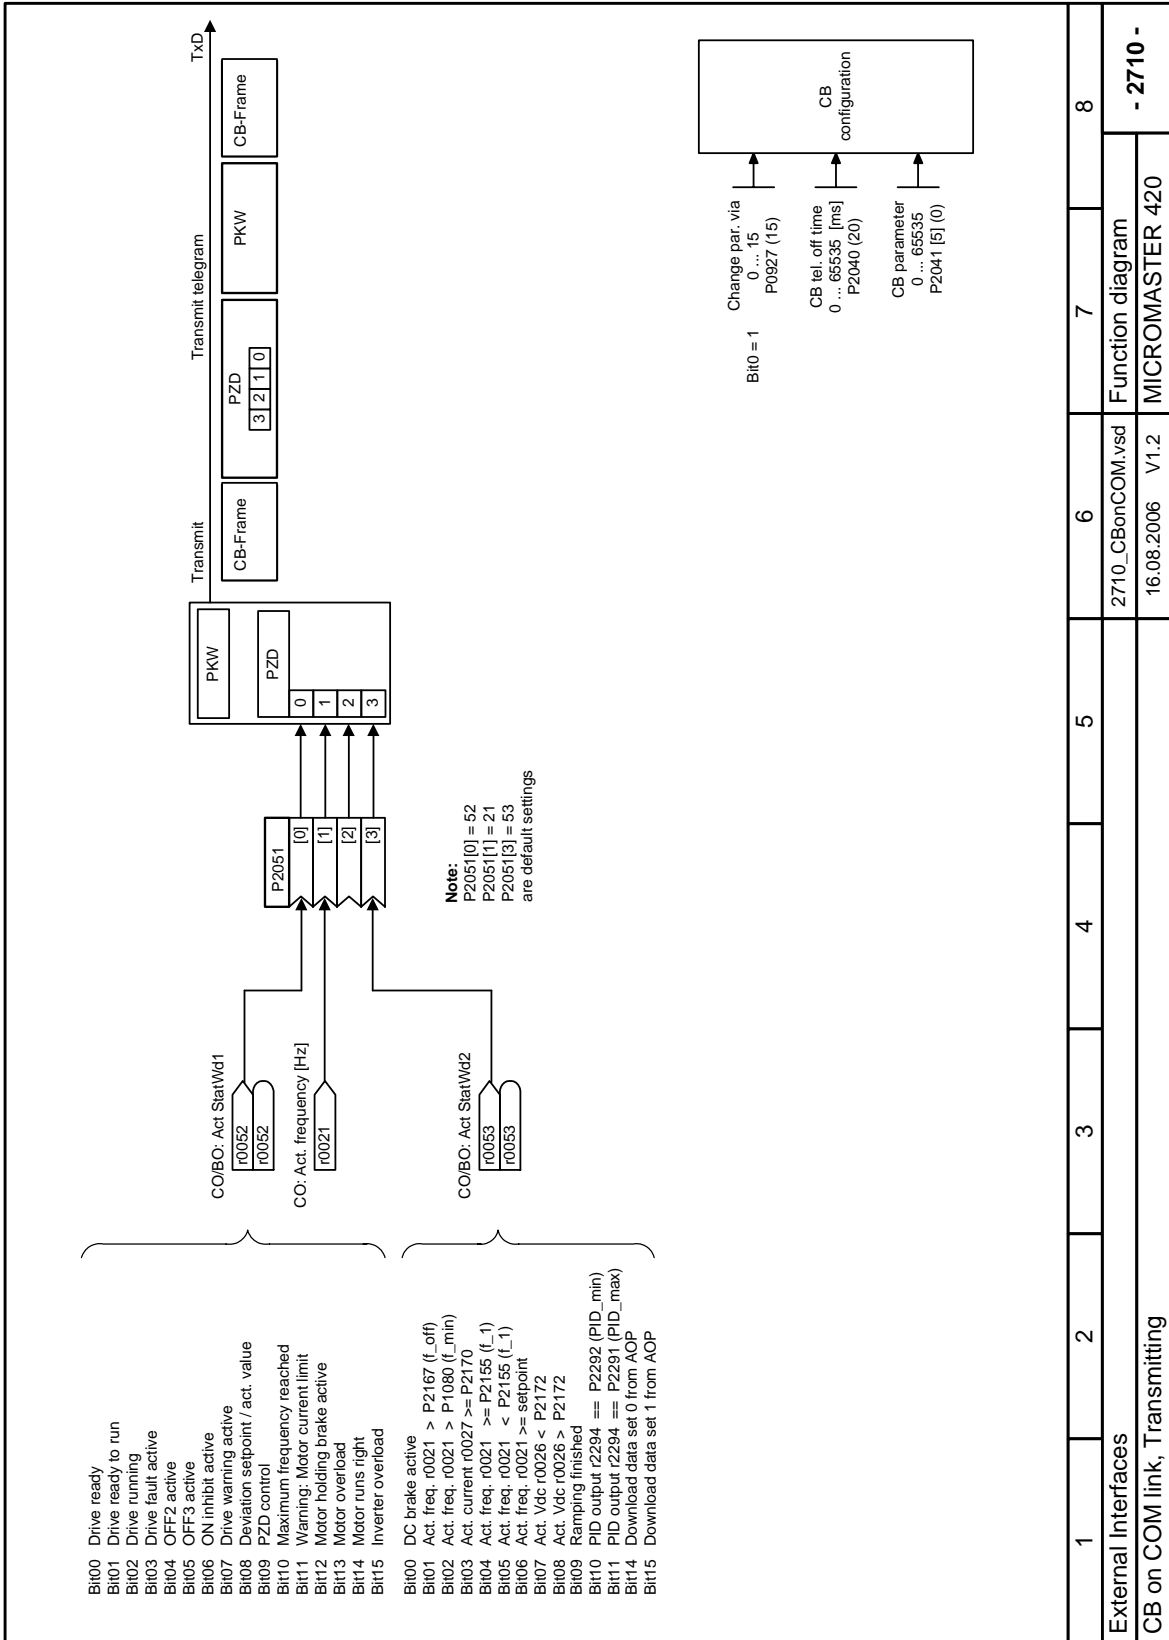 Bit00 Drive ready
Bit01 Drive ready to run
Bit02 Drive running
Bit03 Drive fault active
Bit04 OFF2 active
Bit05 OFF3 active
Bit06 ON inhibit active
Bit07 Drive warning active
Bit08 Deviation setpoint / act. value
Bit09 PZD control
Bit10 Maximum frequency reached
Bit11 Warning: Motor current limit
Bit12 Motor holding brake active
Bit13 Motor overload
Bit14 Motor runs right
Bit15 Inverter overload
Bit00 DC brake active
Bit01 Act. freq. r0021 > P2167 (f_off)
Bit02 Act. freq. r0021 > P1080 (f_min)
Bit03 Act. current r0027 >= P2170
Bit04 Act. freq. r0021 >= P2155 (f_1)
Bit05 Act. freq. r0021 < P2155 (f_1)
Bit06 Act. freq. r0021 >= setpoint
Bit07 Act. Vdc r0026 < P2172
Bit08 Act. Vdc r0026 > P2172
Bit09 Ramping finished
Bit10 PID output r2294 == P2292 (PID_min)
Bit11 PID output r2294 == P2291 (PID_max)
Bit14 Download data set 0 from AOP
Bit15 Download data set 1 from AOP
CO/BO: Act StatWd1
r0052
r0052
CO: Act. frequency [Hz]
r0021
CO/BO: Act StatWd2
r0053
r0053
P2051
[0]
[1]
[2]
[3]
Note:
P2051[0] = 52
P2051[1] = 21
P2051[3] = 53
are default settings
PKW
PZD
0
1
2
3
Transmit
Transmit telegram
TxD
CB-Frame
PZD
3 2 1 0
PKW
CB-Frame
Bit0 = 1
Change par. via
0 ... 15
P0927 (15)
CB tel. off time
0 ... 65535 [ms]
P2040 (20)
CB parameter
0 ... 65535
P2041 [5] (0)
CB
configuration
1 2 3 4 5 6 7 8
External Interfaces
2710_CBonCOM.vsd
Function diagram
- 2710 -
CB on COM link, Transmitting
16.08.2006 V1.2
MICROMASTER 420